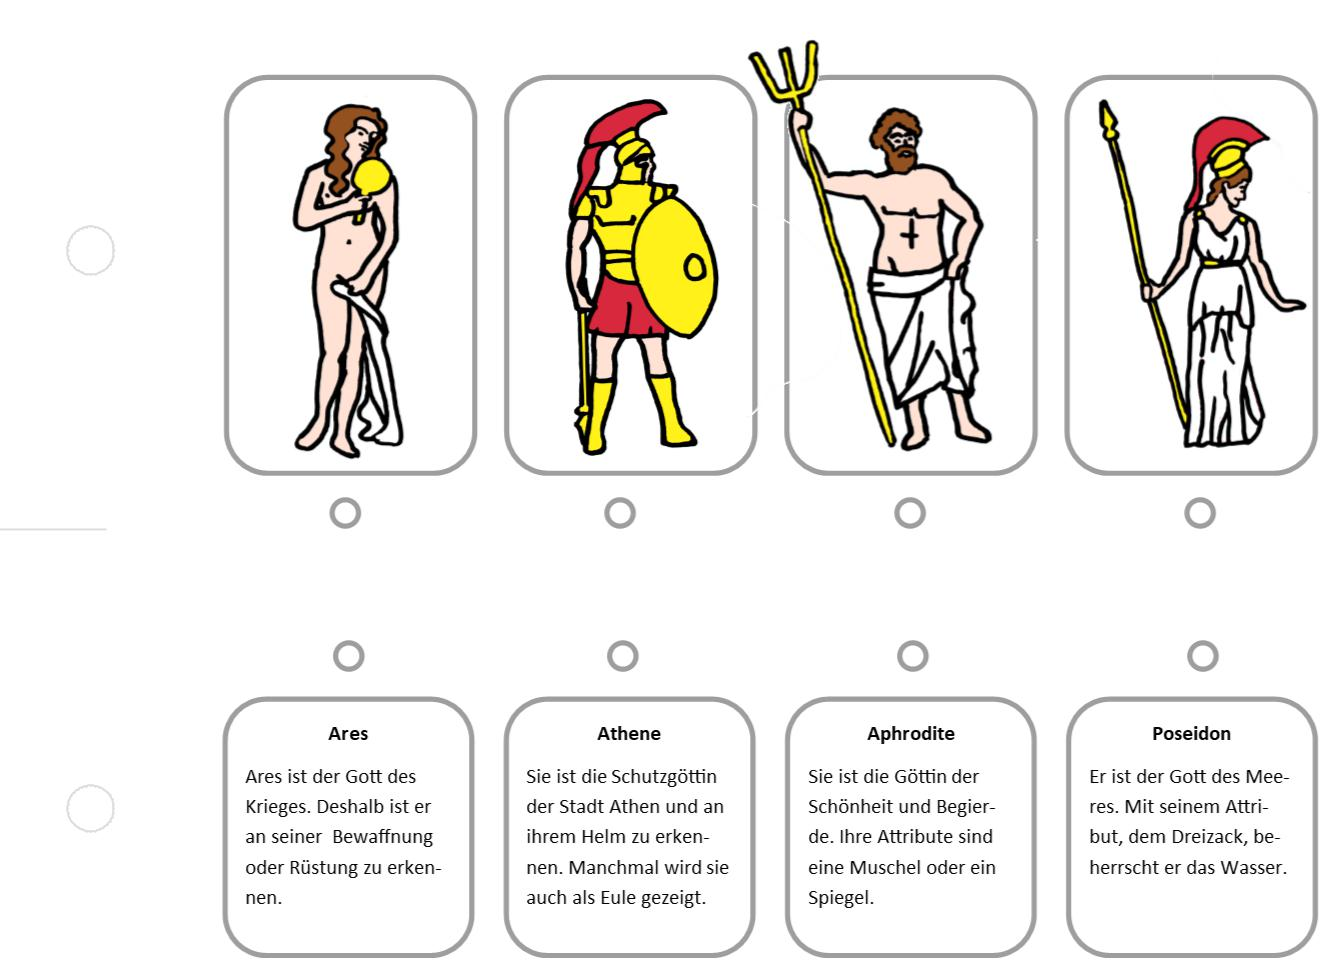 Ares
Ares ist der Gott des
Krieges. Deshalb ist er
an seiner  Bewaffnung
oder Rüstung zu erken-
nen.
Athene
Sie ist die Schutzgöttin
der Stadt Athen und an
ihrem Helm zu erken-
nen. Manchmal wird sie
auch als Eule gezeigt.
Aphrodite
Sie ist die Göttin der
Schönheit und Begier-
de. Ihre Attribute sind
eine Muschel oder ein
Spiegel.
Poseidon
Er ist der Gott des Mee-
res. Mit seinem Attri-
but, dem Dreizack, be-
herrscht er das Wasser.